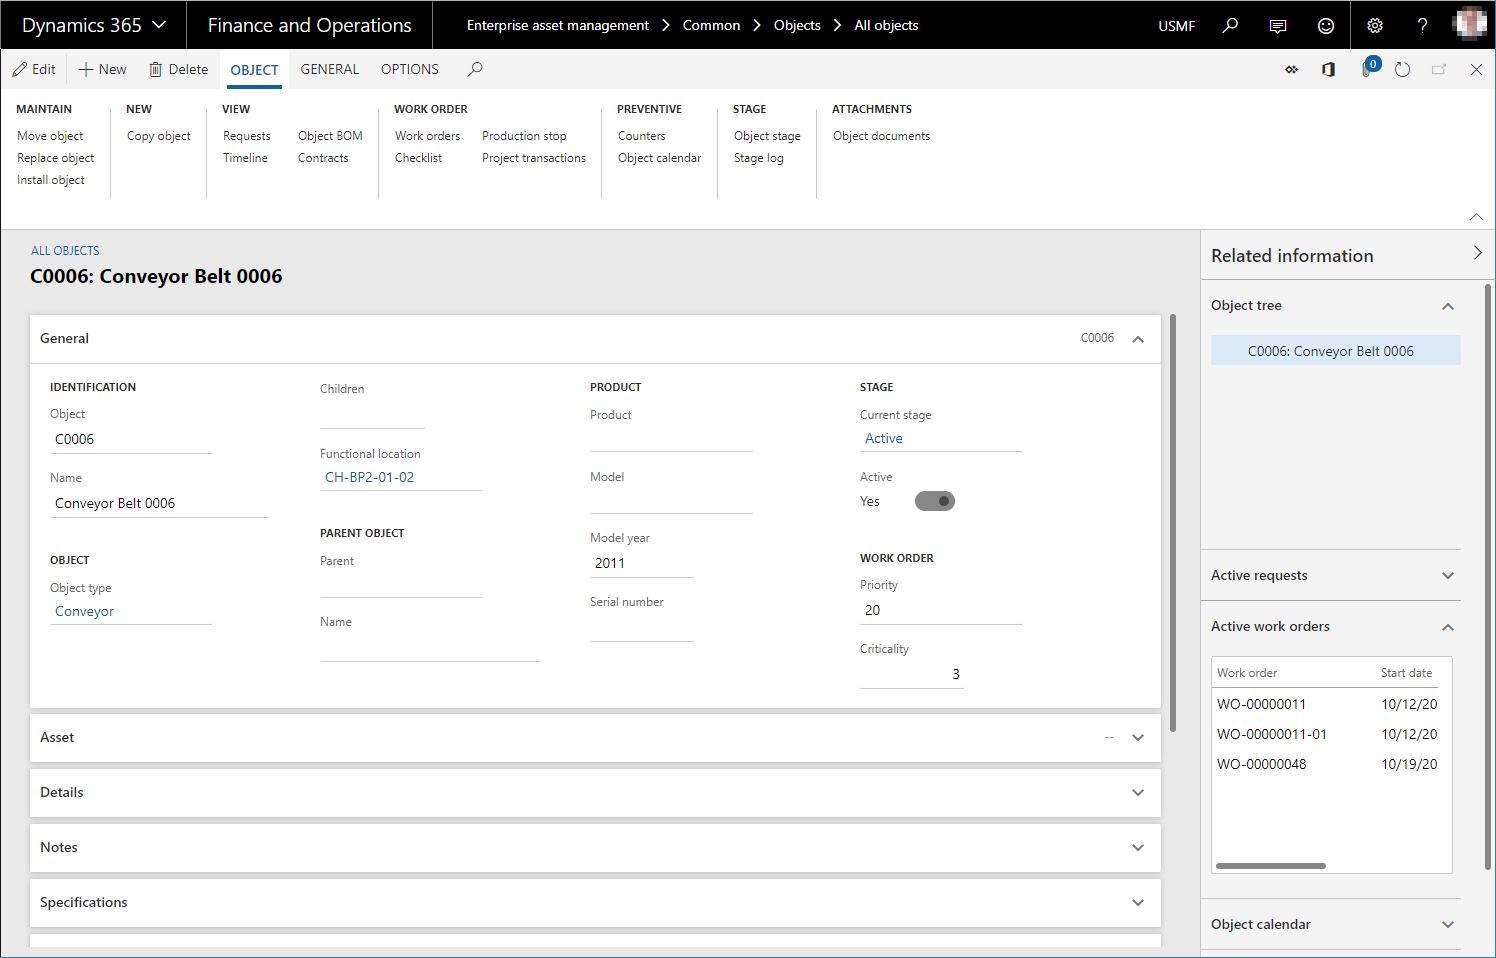 Dynamics 365
Finance and Operations
Enterprise asset management > Common > Objects > All objects
USMF
?
Edit
New
Delete
OBJECT
GENERAL
OPTIONS
0
MAINTAIN
Move object
Replace object
Install object
NEW
Copy object
VIEW
Requests
Object BOM
Timeline
Contracts
WORK ORDER
Work orders
Production stop
Checklist
Project transactions
PREVENTIVE
Counters
Object calendar
STAGE
Object stage
Stage log
ATTACHMENTS
Object documents
ALL OBJECTS
C0006: Conveyor Belt 0006
General
C0006
IDENTIFICATION
Object
C0006
Name
Conveyor Belt 0006
OBJECT
Object type
Conveyor
Children
Functional location
CH-BP2-01-02
PARENT OBJECT
Parent
Name
PRODUCT
Product
Model
Model year
2011
Serial number
STAGE
Current stage
Active
Active
Yes
WORK ORDER
Priority
20
Criticality
3
Asset
--
Details
Notes
Specifications
Related information
Object tree
C0006: Conveyor Belt 0006
Active requests
Active work orders
Work order Start date
WO-00000011 10/12/20
WO-00000011-01 10/12/20
WO-00000048 10/19/20
Object calendar